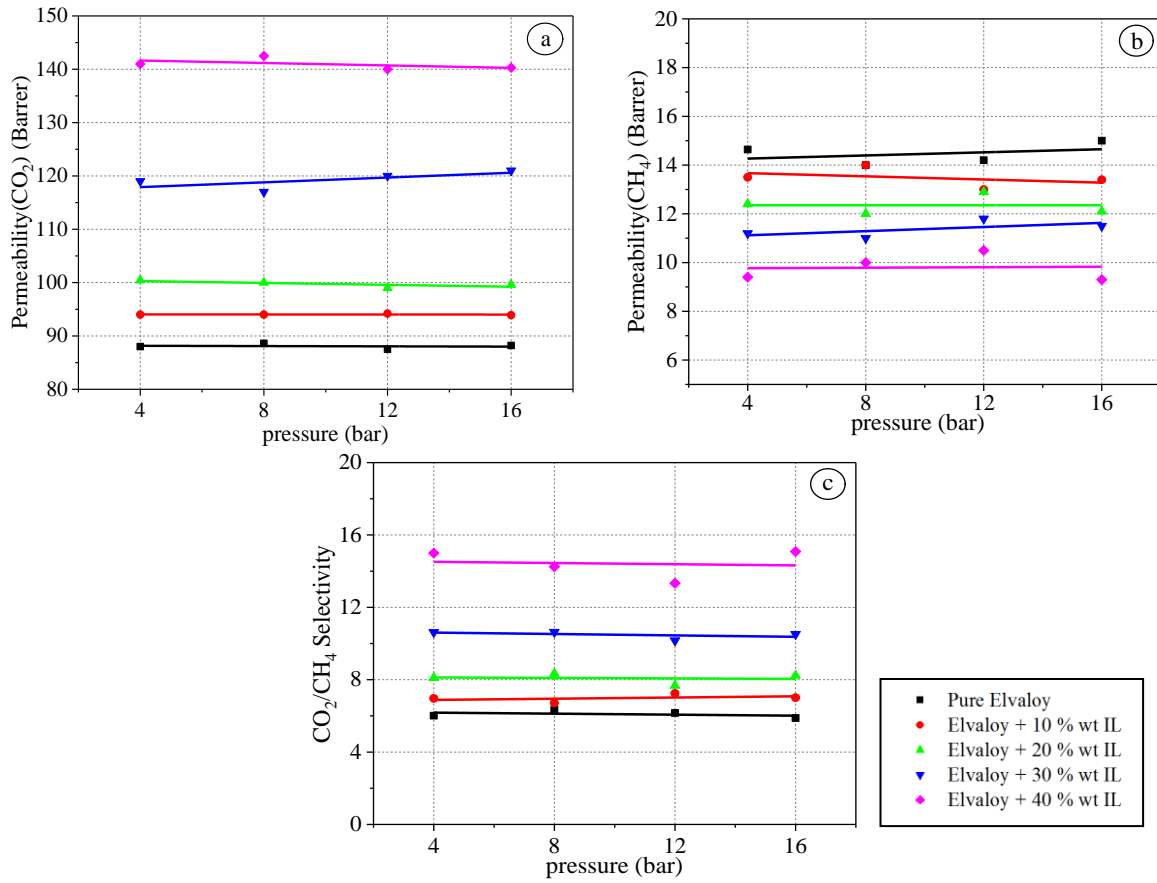 a
Permeability(CO₂) (Barrer)
150
140
130
120
110
100
90
80
4
8
12
16
pressure (bar)
b
Permeability(CH₄) (Barrer)
20
18
16
14
12
10
8
6
4
8
12
16
pressure (bar)
c
CO₂/CH₄ Selectivity
20
16
12
8
4
0
4
8
12
16
pressure (bar)
Pure Elvaloy
Elvaloy + 10 % wt IL
Elvaloy + 20 % wt IL
Elvaloy + 30 % wt IL
Elvaloy + 40 % wt IL